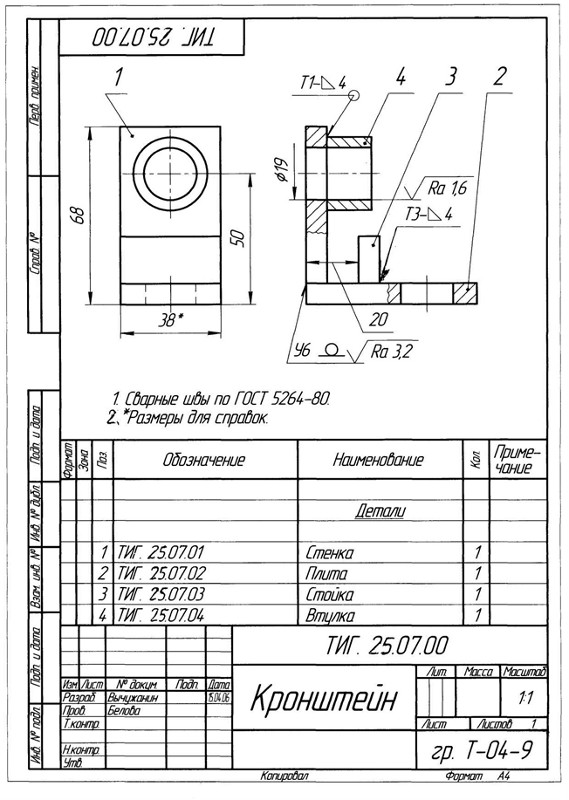 ТИГ. 25.07.00
Перв. примен.
Справ. №
1
68
50
38*
Т1-◺ 4
4
3
2
⌀19
Ra 1,6
Т3-◺ 4
20
У6
Ra 3,2
1. Сварные швы по ГОСТ 5264-80.
2. *Размеры для справок.
Подп. и дата
Инв. № дубл.
Взам. инв. №
Подп. и дата
Инв. № подл.
Формат Зона Поз. Обозначение Наименование Кол. Приме-
чание
Детали
1 ТИГ. 25.07.01 Стенка 1
2 ТИГ. 25.07.02 Плита 1
3 ТИГ. 25.07.03 Стойка 1
4 ТИГ. 25.07.04 Втулка 1
ТИГ. 25.07.00
Изм. Лист № докум. Подп. Дата
Разраб. Вычужанин 15.04.06
Пров. Белова
Т.контр.
Н.контр.
Утв.
Кронштейн
Лит. Масса Масштаб
1:1
Лист Листов 1
гр. Т-04-9
Копировал Формат А4